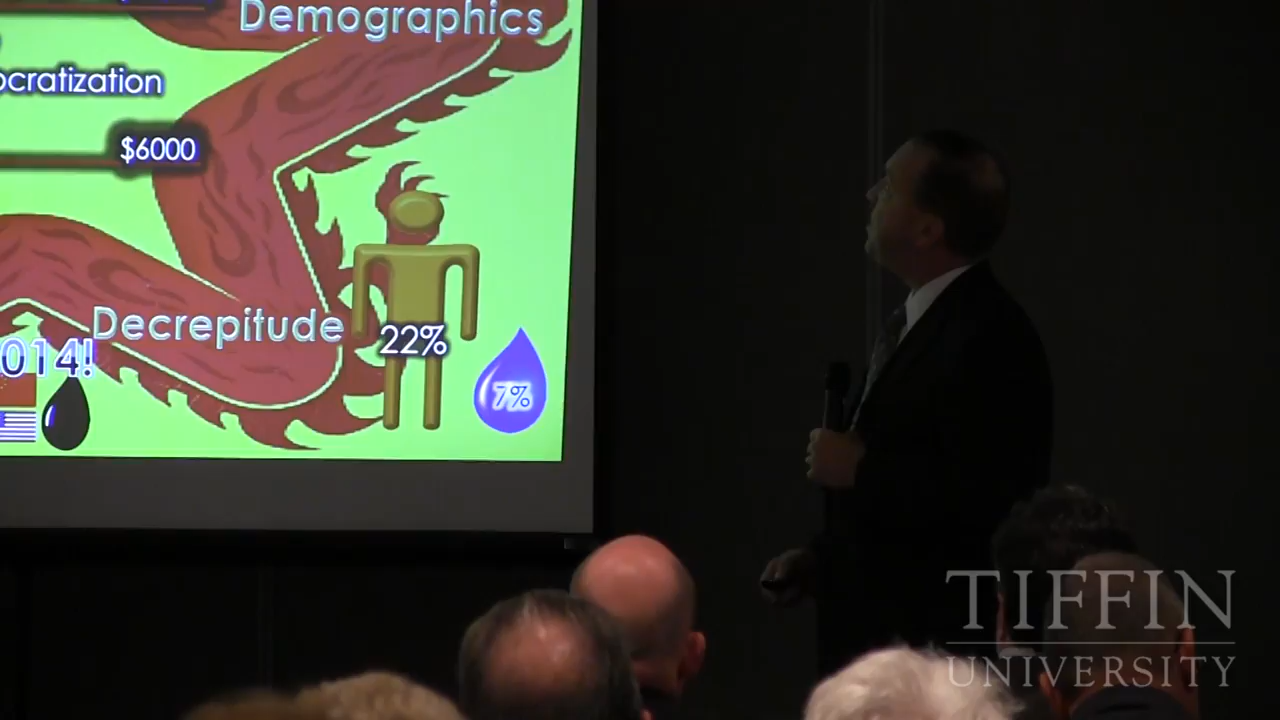 Demographics
ocratization
$6000
Decrepitude
22%
014!
7%
TIFFIN
UNIVERSITY